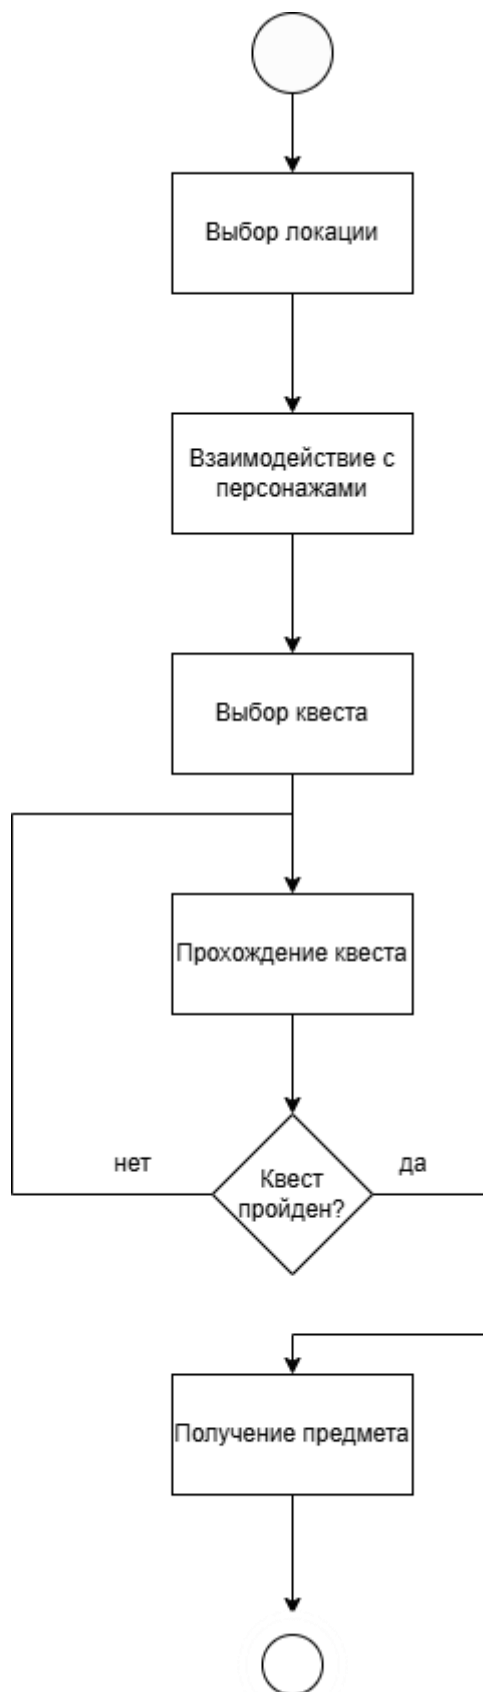 Выбор локации
Взаимодействие с
персонажами
Выбор квеста
Прохождение квеста
нет
Квест
пройден?
да
Получение предмета